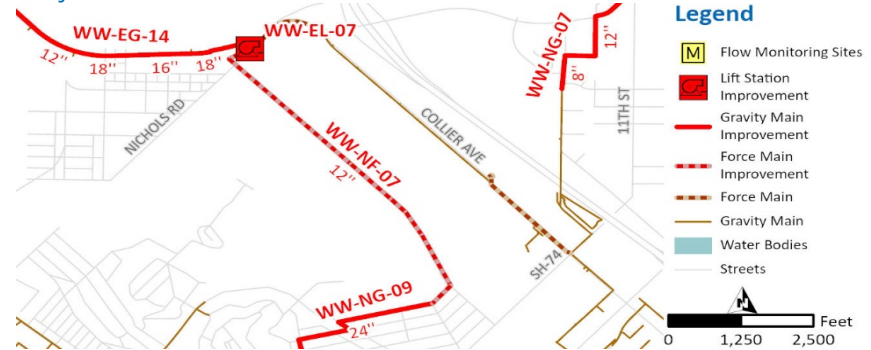 WW-EG-14
WW-EL-07
12"
18"
16"
18"
NICHOLS RD
WW-NF-07
12"
COLLIER AVE
WW-NG-07
12"
8"
11TH ST
SH-74
WW-NG-09
24"
Legend
M Flow Monitoring Sites
Lift Station
Improvement
Gravity Main
Improvement
Force Main
Improvement
Force Main
Gravity Main
Water Bodies
Streets
N
Feet
0 1,250 2,500